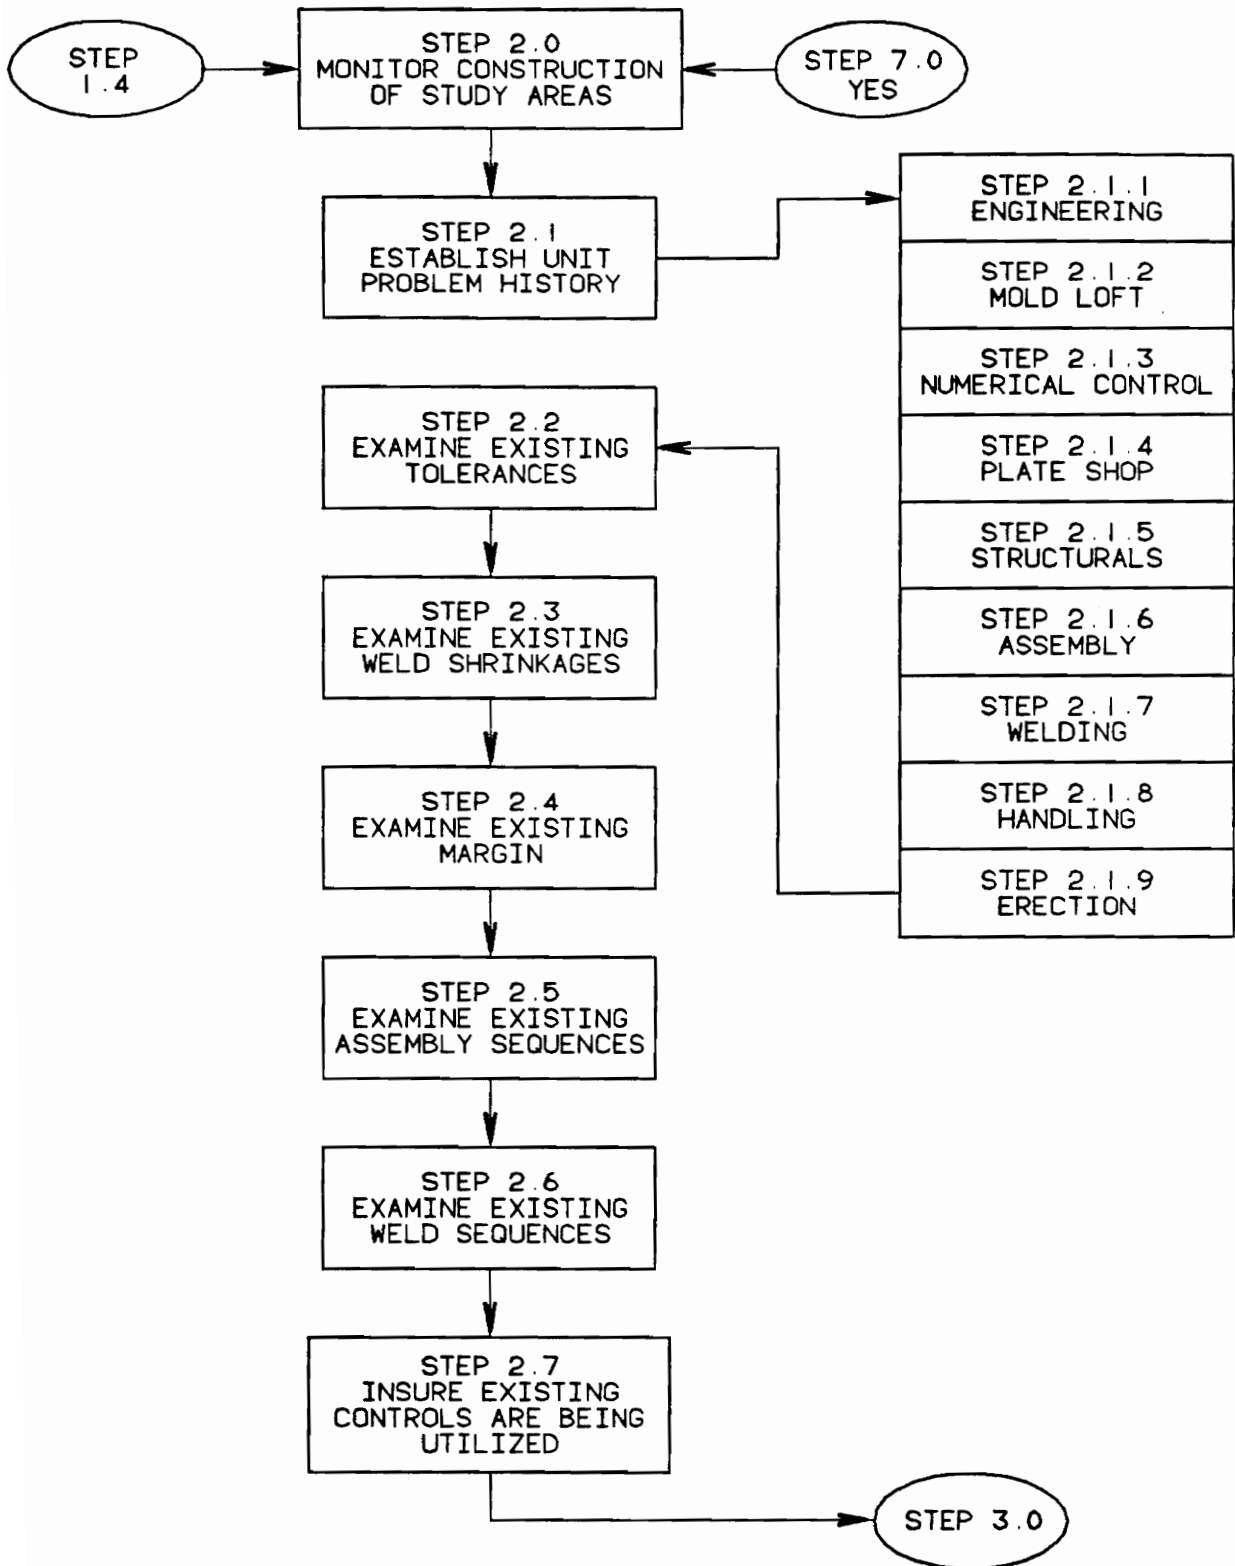 STEP
1.4
STEP 2.0
MONITOR CONSTRUCTION
OF STUDY AREAS
STEP 7.0
YES
STEP 2.1
ESTABLISH UNIT
PROBLEM HISTORY
STEP 2.1.1
ENGINEERING
STEP 2.1.2
MOLD LOFT
STEP 2.1.3
NUMERICAL CONTROL
STEP 2.1.4
PLATE SHOP
STEP 2.1.5
STRUCTURALS
STEP 2.1.6
ASSEMBLY
STEP 2.1.7
WELDING
STEP 2.1.8
HANDLING
STEP 2.1.9
ERECTION
STEP 2.2
EXAMINE EXISTING
TOLERANCES
STEP 2.3
EXAMINE EXISTING
WELD SHRINKAGES
STEP 2.4
EXAMINE EXISTING
MARGIN
STEP 2.5
EXAMINE EXISTING
ASSEMBLY SEQUENCES
STEP 2.6
EXAMINE EXISTING
WELD SEQUENCES
STEP 2.7
INSURE EXISTING
CONTROLS ARE BEING
UTILIZED
STEP 3.0